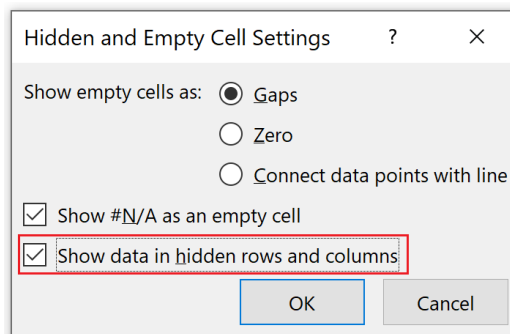 Hidden and Empty Cell Settings ? ×
Show empty cells as: Gaps
Zero
Connect data points with line
Show #N/A as an empty cell
Show data in hidden rows and columns
OK Cancel